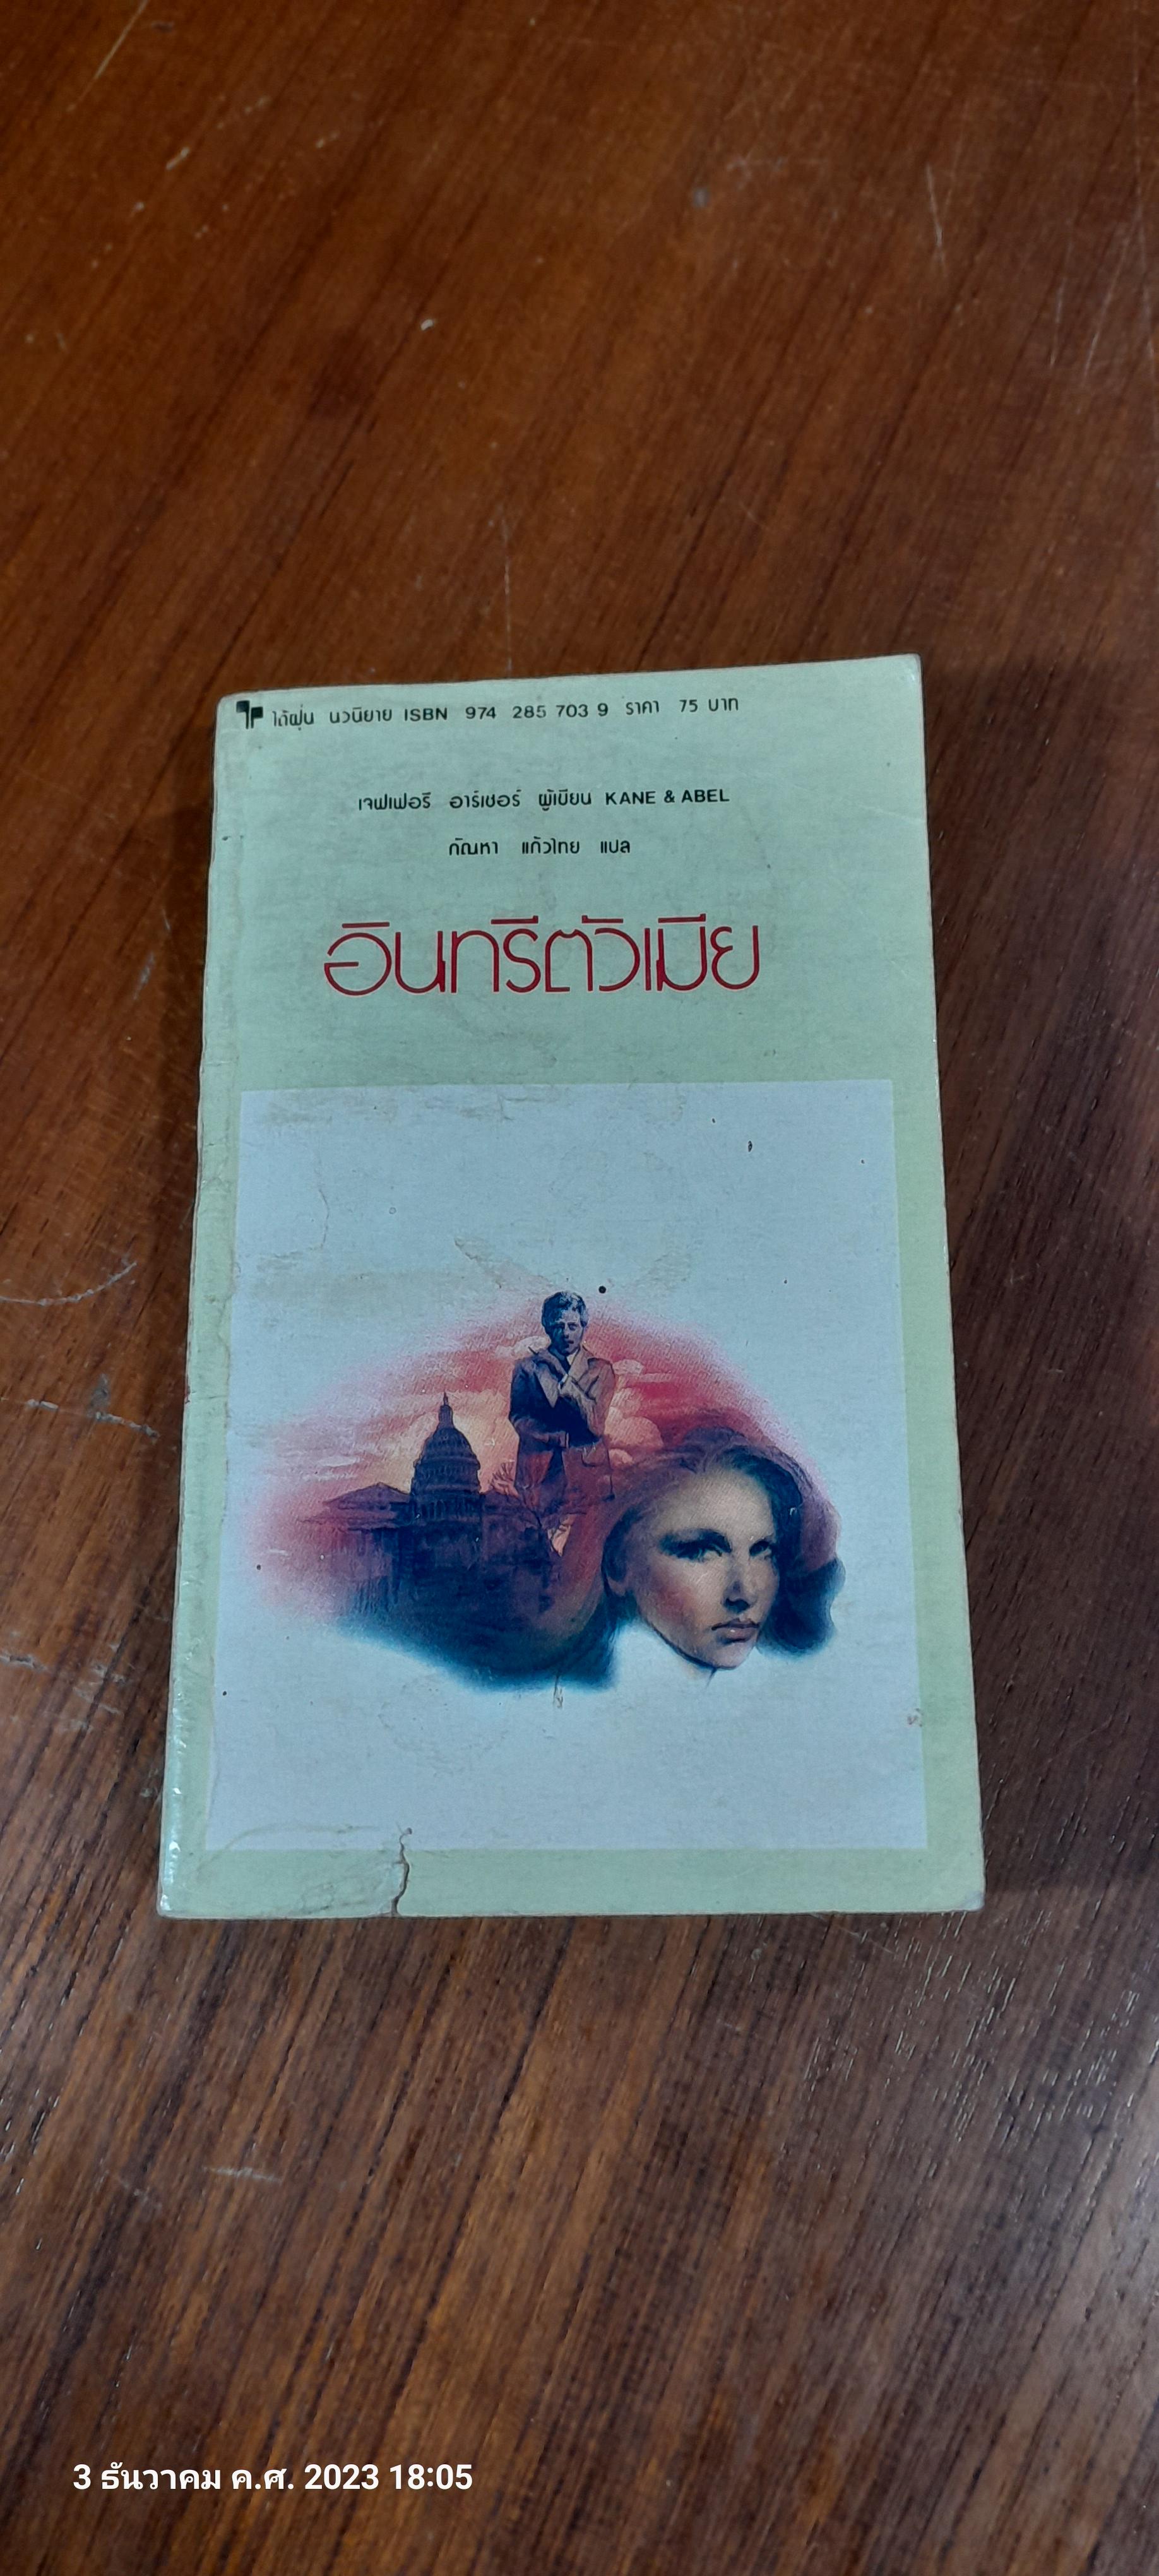 ไต้ฝุ่น นวนิยาย ISBN 974 285 703 9 ราคา 75 บาท
เจฟเฟอรี อาร์เชอร์ ผู้เขียน KANE & ABEL
กัณหา แก้วไทย แปล
อินทรีตัวเมีย
3 ธันวาคม ค.ศ. 2023 18:05